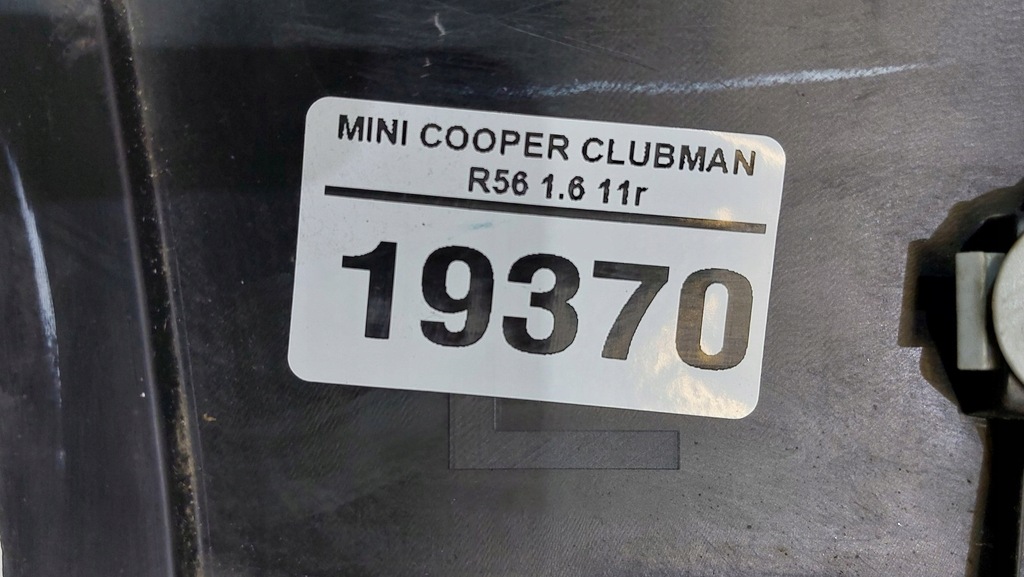 MINI COOPER CLUBMAN
R56 1.6 11r
19370
L